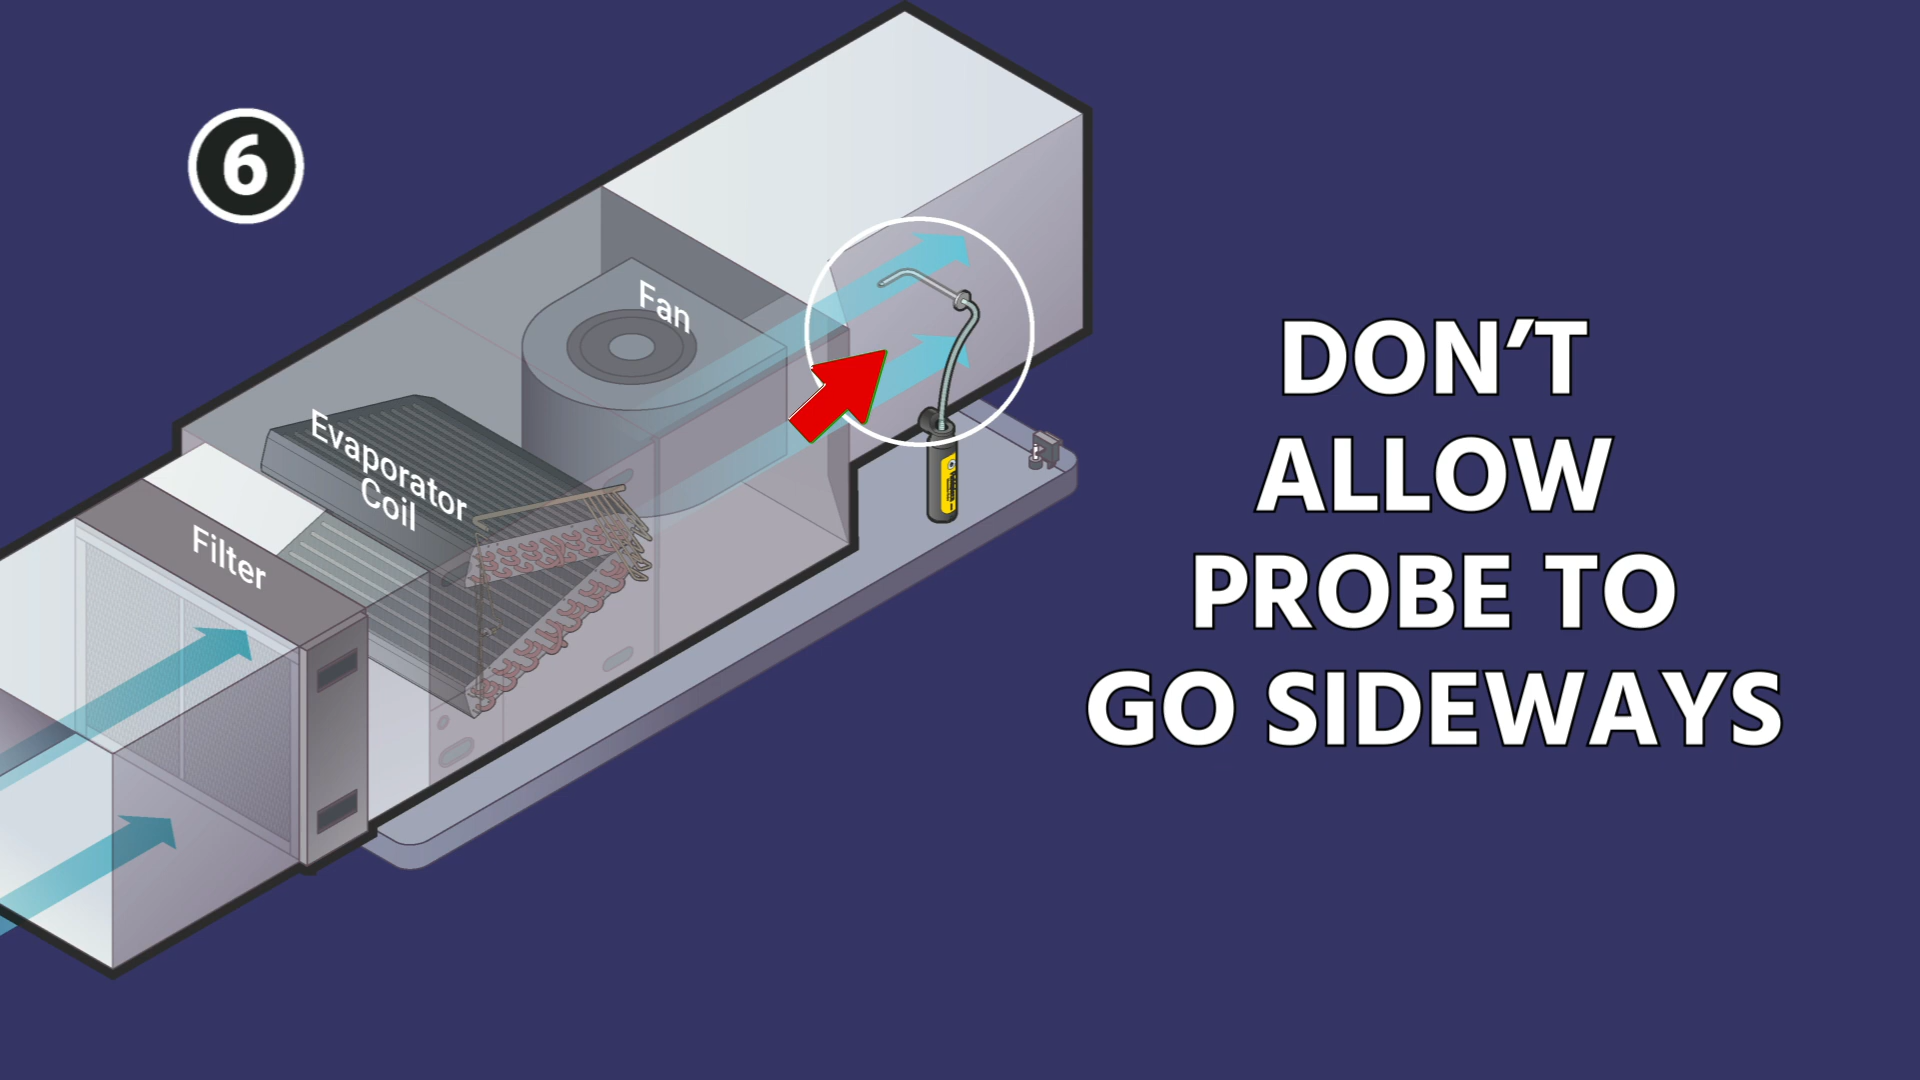 6
Fan
Evaporator
Coil
Filter
DON’T
ALLOW
PROBE TO
GO SIDEWAYS